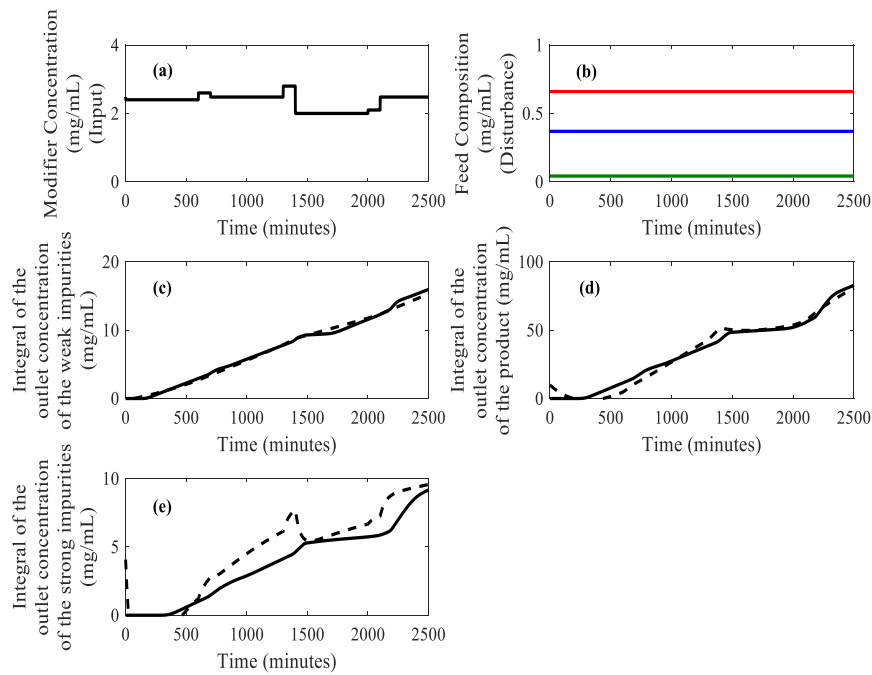 Modifier Concentration
(mg/mL)
(Input)
4
2
0
(a)
0
500
1000
1500
2000
2500
Time (minutes)
Feed Composition
(mg/mL)
(Disturbance)
1
0.5
0
(b)
0
500
1000
1500
2000
2500
Time (minutes)
Integral of the
outlet concentration
of the weak impurities
(mg/mL)
20
10
0
(c)
0
500
1000
1500
2000
2500
Time (minutes)
Integral of the
outlet concentration
of the product (mg/mL)
100
50
0
(d)
0
500
1000
1500
2000
2500
Time (minutes)
Integral of the
outlet concentration
of the strong impurities
(mg/mL)
10
5
0
(e)
0
500
1000
1500
2000
2500
Time (minutes)